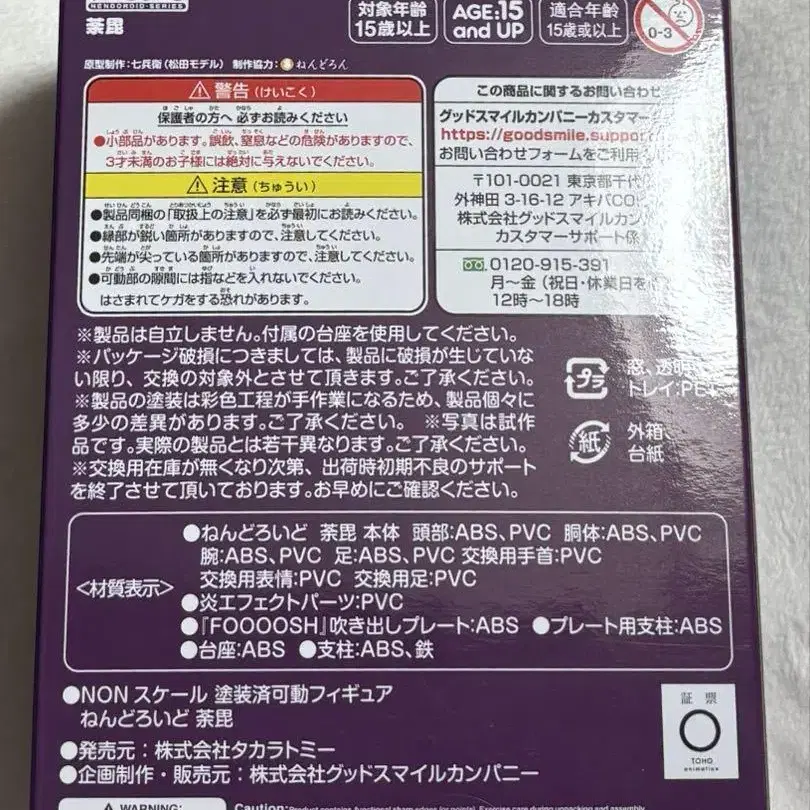 NENDOROID-SERIES
荼毘
対象年齢
15歳以上
AGE:15
and UP
適合年齢
15歳或以上
0-3
原型制作:七兵衛(松田モデル) 制作協力:ねんどろん
警告(けいこく)
保護者の方へ 必ずお読みください
●小部品があります。誤飲、窒息などの危険がありますので、
3才未満のお子様には絶対に与えないでください。
注意(ちゅうい)
●製品同梱の「取扱上の注意」を必ず最初にお読みください。
●縁部が鋭い箇所がありますので、注意してください。
●先端が尖っている箇所がありますので、注意してください。
●可動部の隙間には指などを入れないでください。
はさまれてケガをする恐れがあります。
この商品に関するお問い合わせ
グッドスマイルカンパニーカスタマー
https://goodsmile.support
お問い合わせフォームをご利用
〒101-0021 東京都千代
外神田 3-16-12 アキバCO
株式会社グッドスマイルカン
カスタマーサポート係
0120-915-391
月〜金(祝日・休業日を
12時〜18時
※製品は自立しません。付属の台座を使用してください。
※パッケージ破損につきましては、製品に破損が生じていな
い限り、交換の対象外とさせて頂きます。ご了承ください。
※製品の塗装は彩色工程が手作業になるため、製品個々に
多少の差異があります。ご了承ください。 ※写真は試作
品です。実際の製品とは若干異なります。ご了承ください。
※交換用在庫が無くなり次第、出荷時初期不良のサポート
を終了させて頂いております。お早めにご確認ください。
プラ
窓、透明
トレイ:PET
紙
外箱、
台紙
<材質表示>
●ねんどろいど 荼毘 本体 頭部:ABS、PVC 胴体:ABS、PVC
腕:ABS、PVC 足:ABS、PVC 交換用手首:PVC
交換用表情:PVC 交換用足:PVC
●炎エフェクトパーツ:PVC
●『FOOOOSH』吹き出しプレート:ABS ●プレート用支柱:ABS
●台座:ABS ●支柱:ABS、鉄
●NON スケール 塗装済可動フィギュア
ねんどろいど 荼毘
●発売元:株式会社タカラトミー
●企画制作・販売元:株式会社グッドスマイルカンパニー
証票
TOHO
animation
WARNING:
Caution: Product contains functional sharp edges (or points). Exercise care during unpacking and assembly.